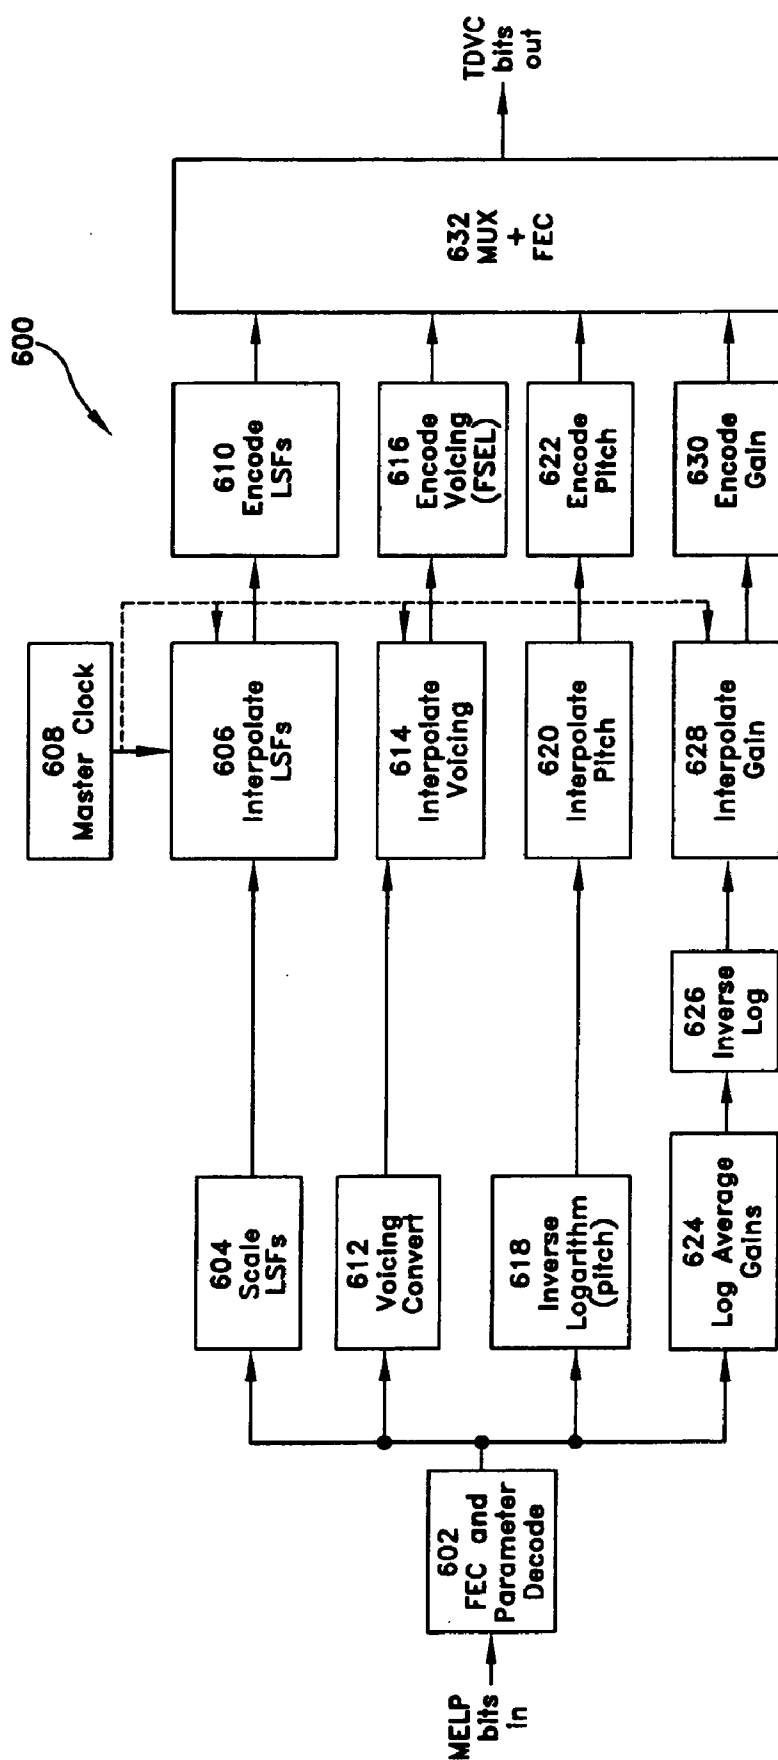 600
MELP
bits
in
602
FEC and
Parameter
Decode
604
Scale
LSFs
608
Master Clock
606
Interpolate
LSFs
610
Encode
LSFs
612
Voicing
Convert
614
Interpolate
Voicing
616
Encode
Voicing
(FSEL)
618
Inverse
Logarithm
(pitch)
620
Interpolate
Pitch
622
Encode
Pitch
624
Log Average
Gains
626
Inverse
Log
628
Interpolate
Gain
630
Encode
Gain
632
MUX
+
FEC
TDVC
bits
out